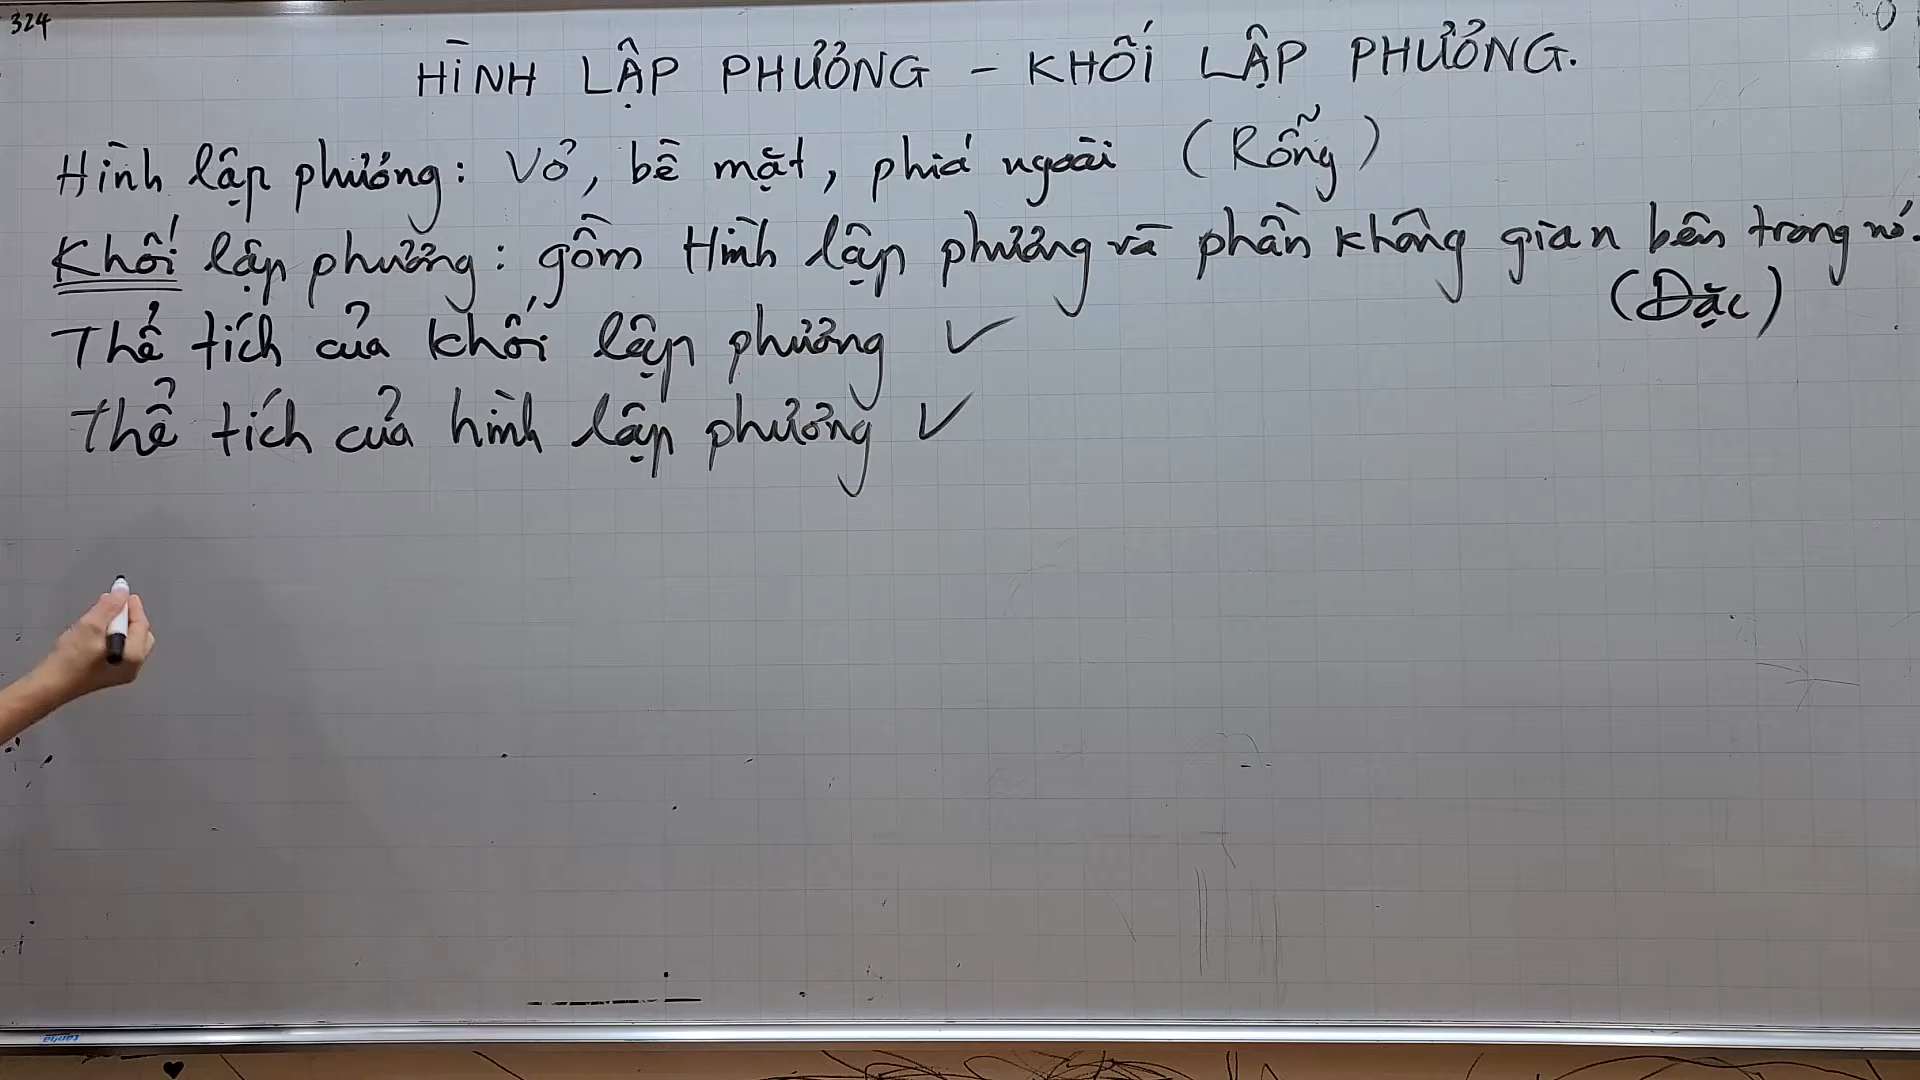 324
HÌNH LẬP PHƯƠNG - KHỐI LẬP PHƯƠNG.
Hình lập phương: Vỏ, bề mặt, phía ngoài (Rỗng)
Khối lập phương: gồm Hình lập phương và phần không gian bên trong nó.
(Đặc)
Thể tích của khối lập phương ✓
Thể tích của hình lập phương ✓